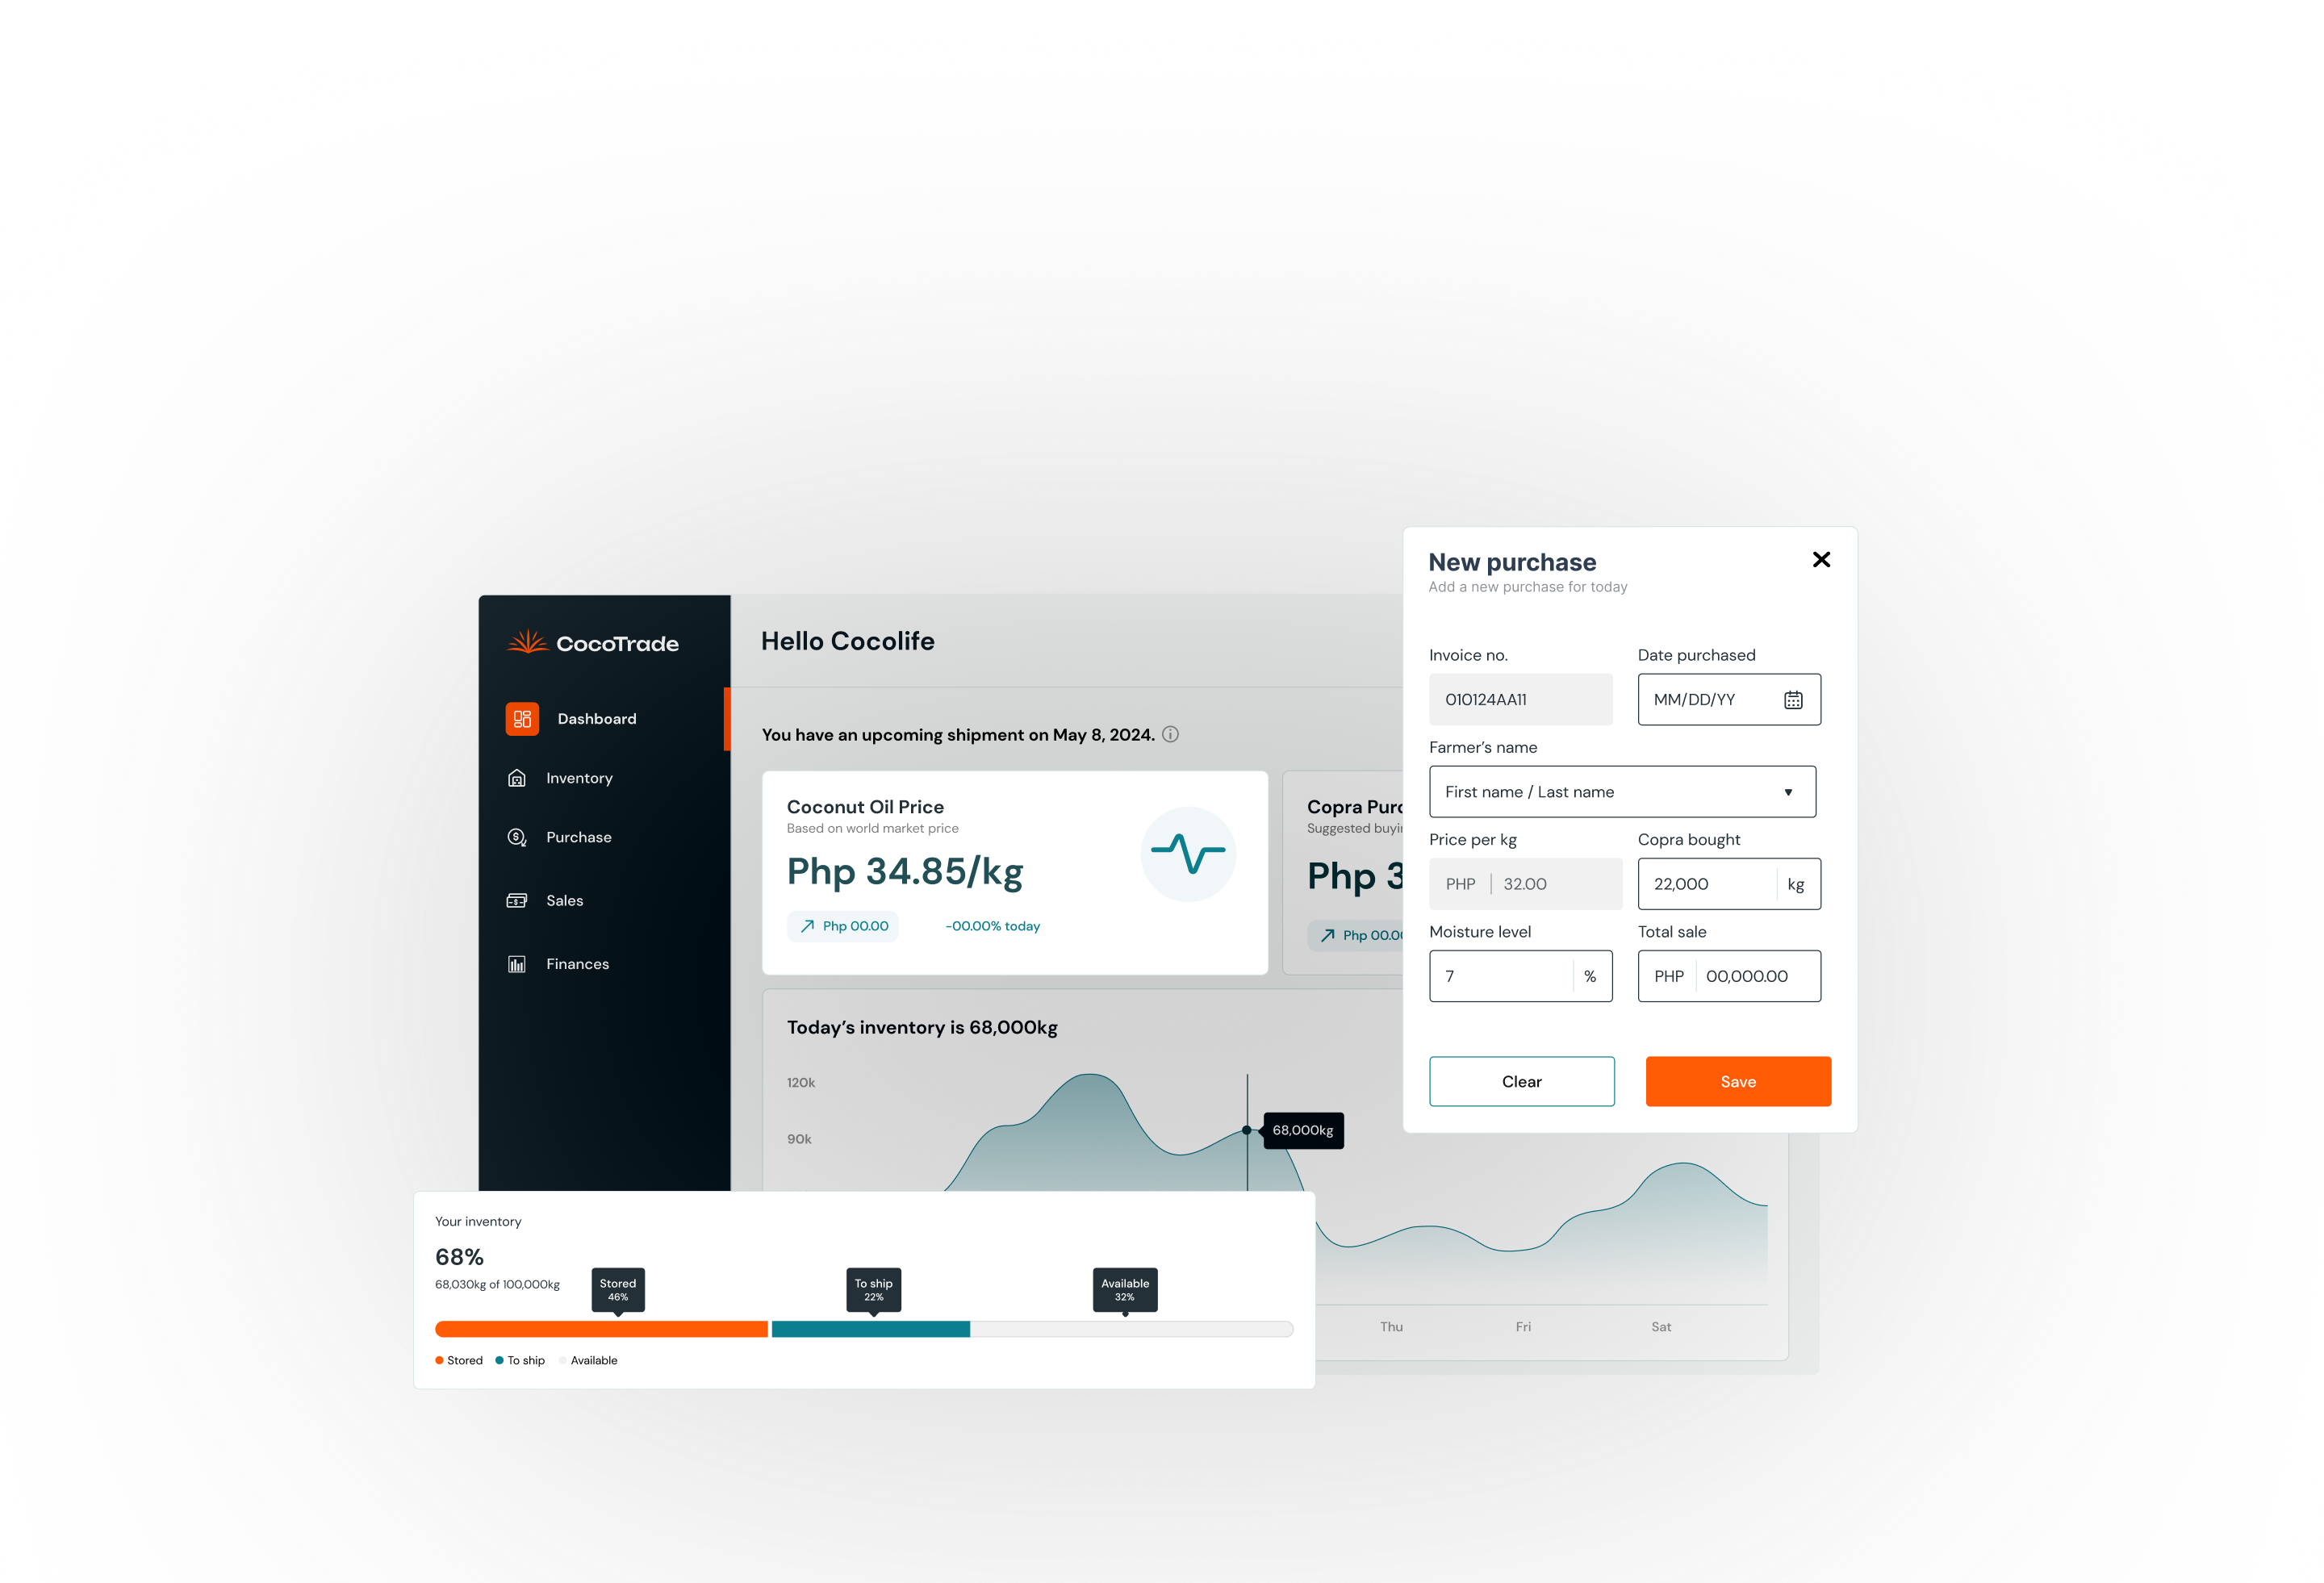 CocoTrade
Dashboard
Inventory
Purchase
Sales
Finances
Hello Cocolife
You have an upcoming shipment on May 8, 2024.
Coconut Oil Price
Based on world market price
Php 34.85/kg
Php 00.00
-00.00% today
Copra
Suggested
Php 3
Php 00.0
Today’s inventory is 68,000kg
120k
90k
68,000kg
Thu
Fri
Sat
New purchase
Add a new purchase for today
Invoice no.
Date purchased
010124AA11
MM/DD/YY
Farmer’s name
First name / Last name
Price per kg
Copra bought
PHP 32.00
22,000 kg
Moisture level
Total sale
7 %
PHP 00,000.00
Clear
Save
Your inventory
68%
68,030kg of 100,000kg
Stored
46%
To ship
22%
Available
32%
Stored
To ship
Available